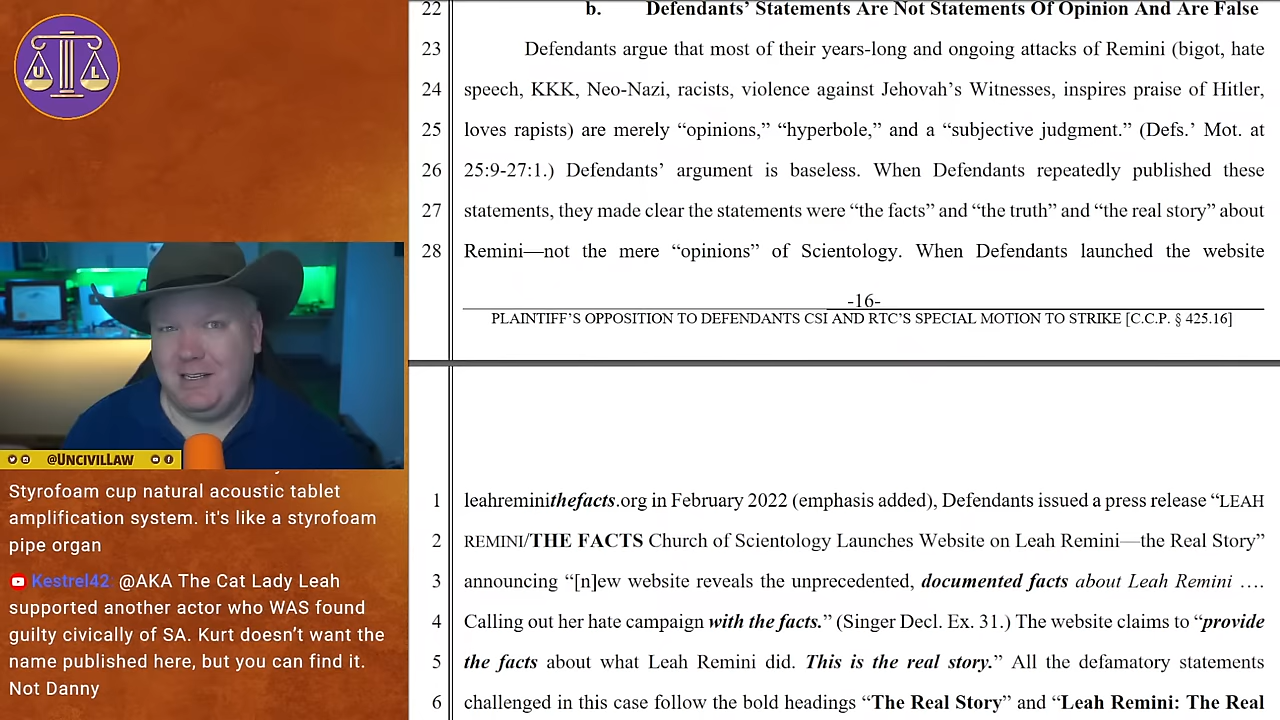 U L
@UNCIVILLAW
Styrofoam cup natural acoustic tablet
amplification system. it's like a styrofoam
pipe organ
Kestrel42 @AKA The Cat Lady Leah
supported another actor who WAS found
guilty civically of SA. Kurt doesn’t want the
name published here, but you can find it.
Not Danny
22 b. Defendants’ Statements Are Not Statements Of Opinion And Are False
23 Defendants argue that most of their years-long and ongoing attacks of Remini (bigot, hate
24 speech, KKK, Neo-Nazi, racists, violence against Jehovah’s Witnesses, inspires praise of Hitler,
25 loves rapists) are merely “opinions,” “hyperbole,” and a “subjective judgment.” (Defs.’ Mot. at
26 25:9-27:1.) Defendants’ argument is baseless. When Defendants repeatedly published these
27 statements, they made clear the statements were “the facts” and “the truth” and “the real story” about
28 Remini—not the mere “opinions” of Scientology. When Defendants launched the website
-16-
PLAINTIFF’S OPPOSITION TO DEFENDANTS CSI AND RTC’S SPECIAL MOTION TO STRIKE [C.C.P. § 425.16]
1 leahreminithefacts.org in February 2022 (emphasis added), Defendants issued a press release “LEAH
2 REMINI/THE FACTS Church of Scientology Launches Website on Leah Remini—the Real Story”
3 announcing “[n]ew website reveals the unprecedented, documented facts about Leah Remini ….
4 Calling out her hate campaign with the facts.” (Singer Decl. Ex. 31.) The website claims to “provide
5 the facts about what Leah Remini did. This is the real story.” All the defamatory statements
6 challenged in this case follow the bold headings “The Real Story” and “Leah Remini: The Real